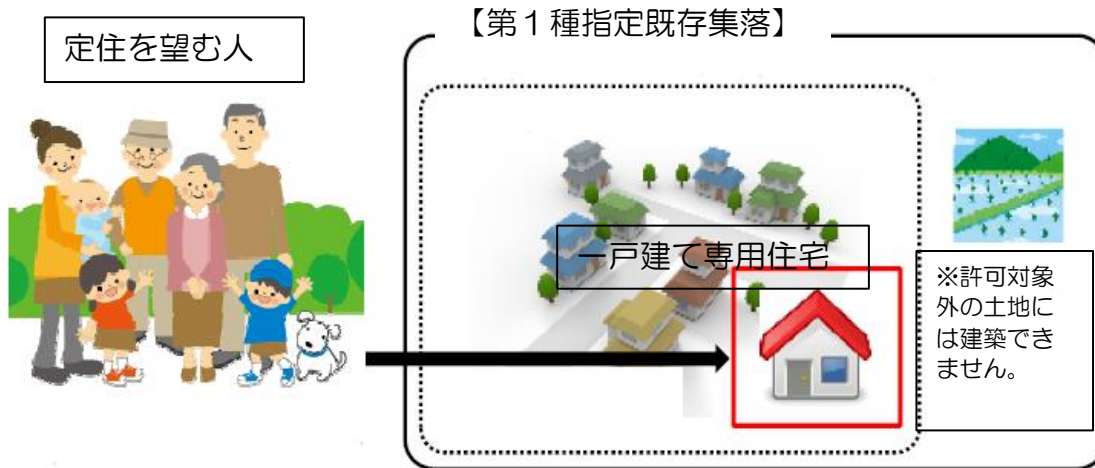 【第1種指定既存集落】
定住を望む人
一戸建て専用住宅
※許可対象
外の土地に
は建築でき
ません。